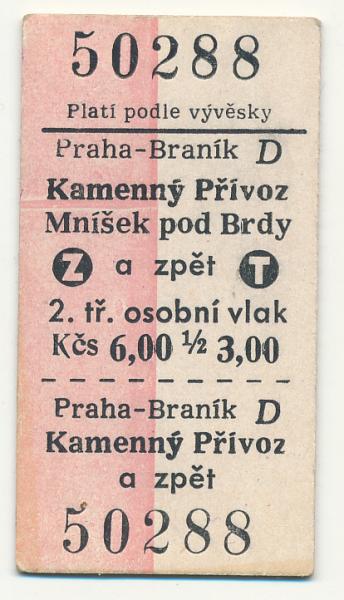 50288
Platí podle vývěsky
Praha-Braník D
Kamenný Přívoz
Mníšek pod Brdy
Z a zpět T
2. tř. osobní vlak
Kčs 6,00 ½ 3,00
Praha-Braník D
Kamenný Přívoz
a zpět
50288